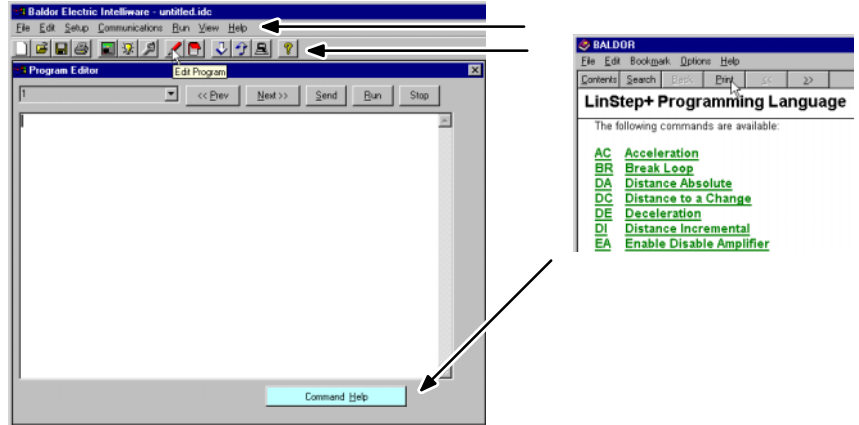 Baldor Electric Intelliware - untitled.idc
File Edit Setup Communications Run View Help
Program Editor
Edit Program
1
<< Prev Next >> Send Run Stop
Command Help
BALDOR
File Edit Bookmark Options Help
Contents Search Back Print << >>
LinStep+ Programming Language
The following commands are available:
AC Acceleration
BR Break Loop
DA Distance Absolute
DC Distance to a Change
DE Deceleration
DI Distance Incremental
EA Enable Disable Amplifier